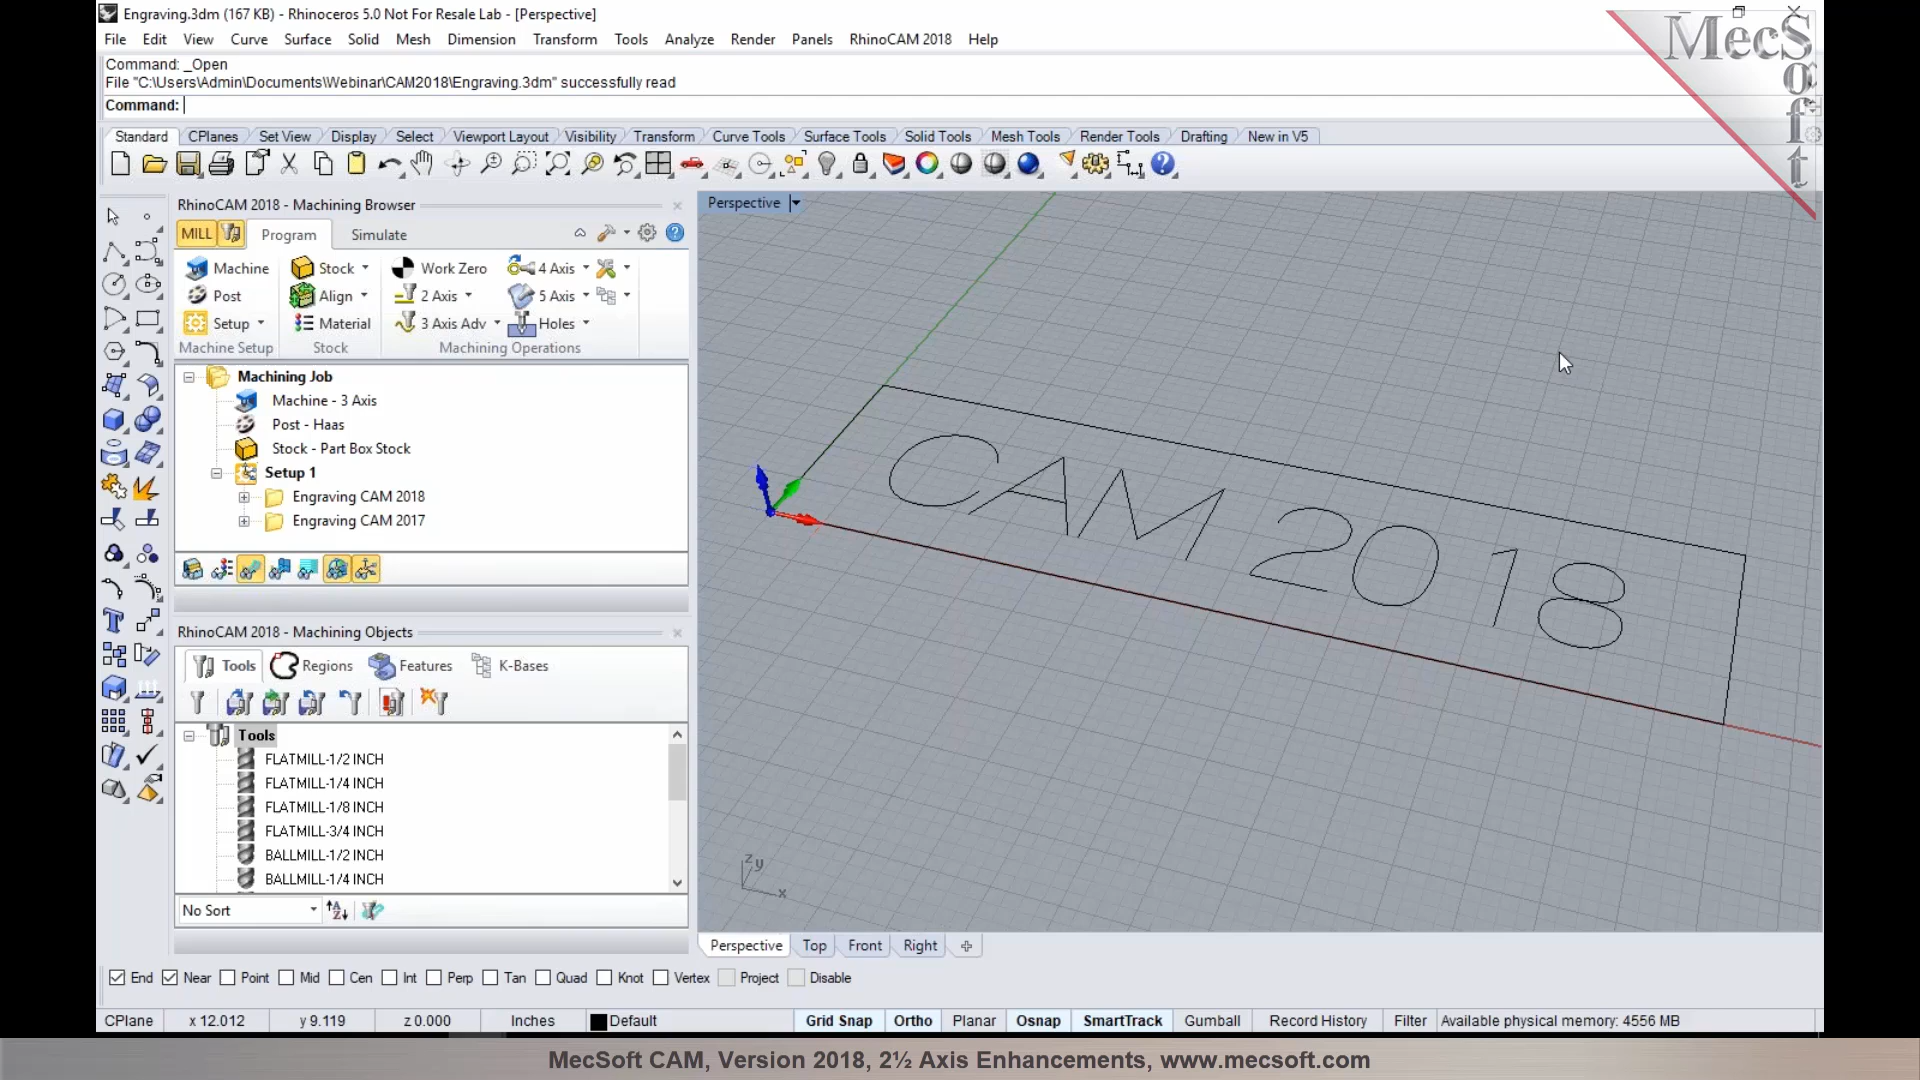 Engraving.3dm (167 KB) - Rhinoceros 5.0 Not For Resale Lab - [Perspective]
MecSoft
File Edit View Curve Surface Solid Mesh Dimension Transform Tools Analyze Render Panels RhinoCAM 2018 Help
Command: _Open
File "C:\Users\Admin\Documents\Webinar\CAM2018\Engraving.3dm" successfully read
Command:
Standard CPlanes Set View Display Select Viewport Layout Visibility Transform Curve Tools Surface Tools Solid Tools Mesh Tools Render Tools Drafting New in V5
RhinoCAM 2018 - Machining Browser
MILL Program Simulate
Machine Stock Work Zero 4 Axis
Post Align 2 Axis 5 Axis
Setup Material 3 Axis Adv Holes
Machine Setup Stock Machining Operations
Machining Job
Machine - 3 Axis
Post - Haas
Stock - Part Box Stock
Setup 1
Engraving CAM 2018
Engraving CAM 2017
RhinoCAM 2018 - Machining Objects
Tools Regions Features K-Bases
Tools
FLATMILL-1/2 INCH
FLATMILL-1/4 INCH
FLATMILL-1/8 INCH
FLATMILL-3/4 INCH
BALLMILL-1/2 INCH
BALLMILL-1/4 INCH
No Sort
Perspective
CAM 2018
z y
x
Perspective Top Front Right
End Near Point Mid Cen Int Perp Tan Quad Knot Vertex Project Disable
CPlane x 12.012 y 9.119 z 0.000 Inches Default Grid Snap Ortho Planar Osnap SmartTrack Gumball Record History Filter Available physical memory: 4556 MB
MecSoft CAM, Version 2018, 2½ Axis Enhancements, www.mecsoft.com